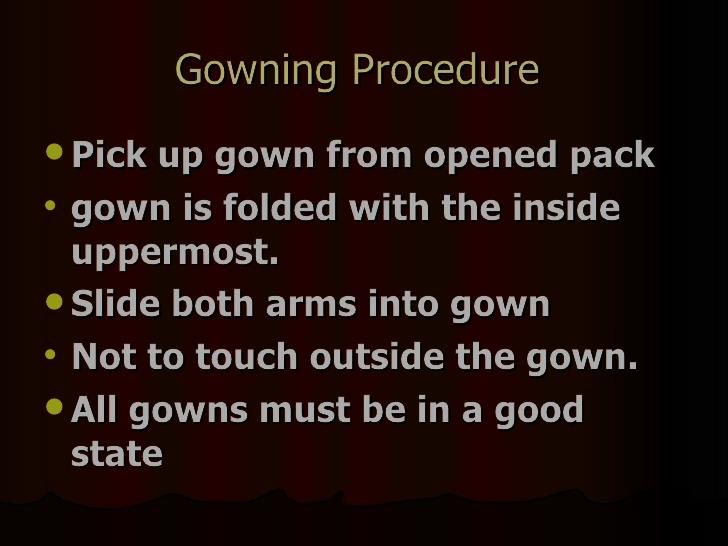 Gowning Procedure
• Pick up gown from opened pack
• gown is folded with the inside
uppermost.
• Slide both arms into gown
• Not to touch outside the gown.
• All gowns must be in a good
state